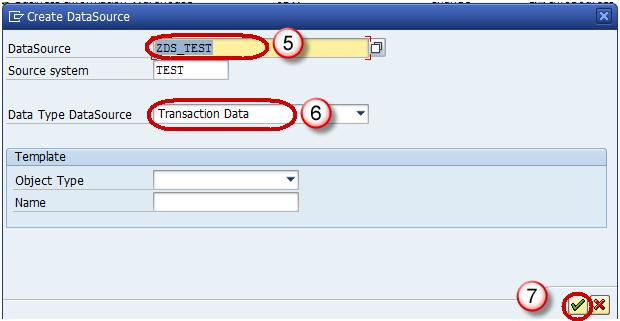 Create DataSource
DataSource ZDS_TEST 5
Source system TEST
Data Type DataSource Transaction Data 6
Template
Object Type
Name
7